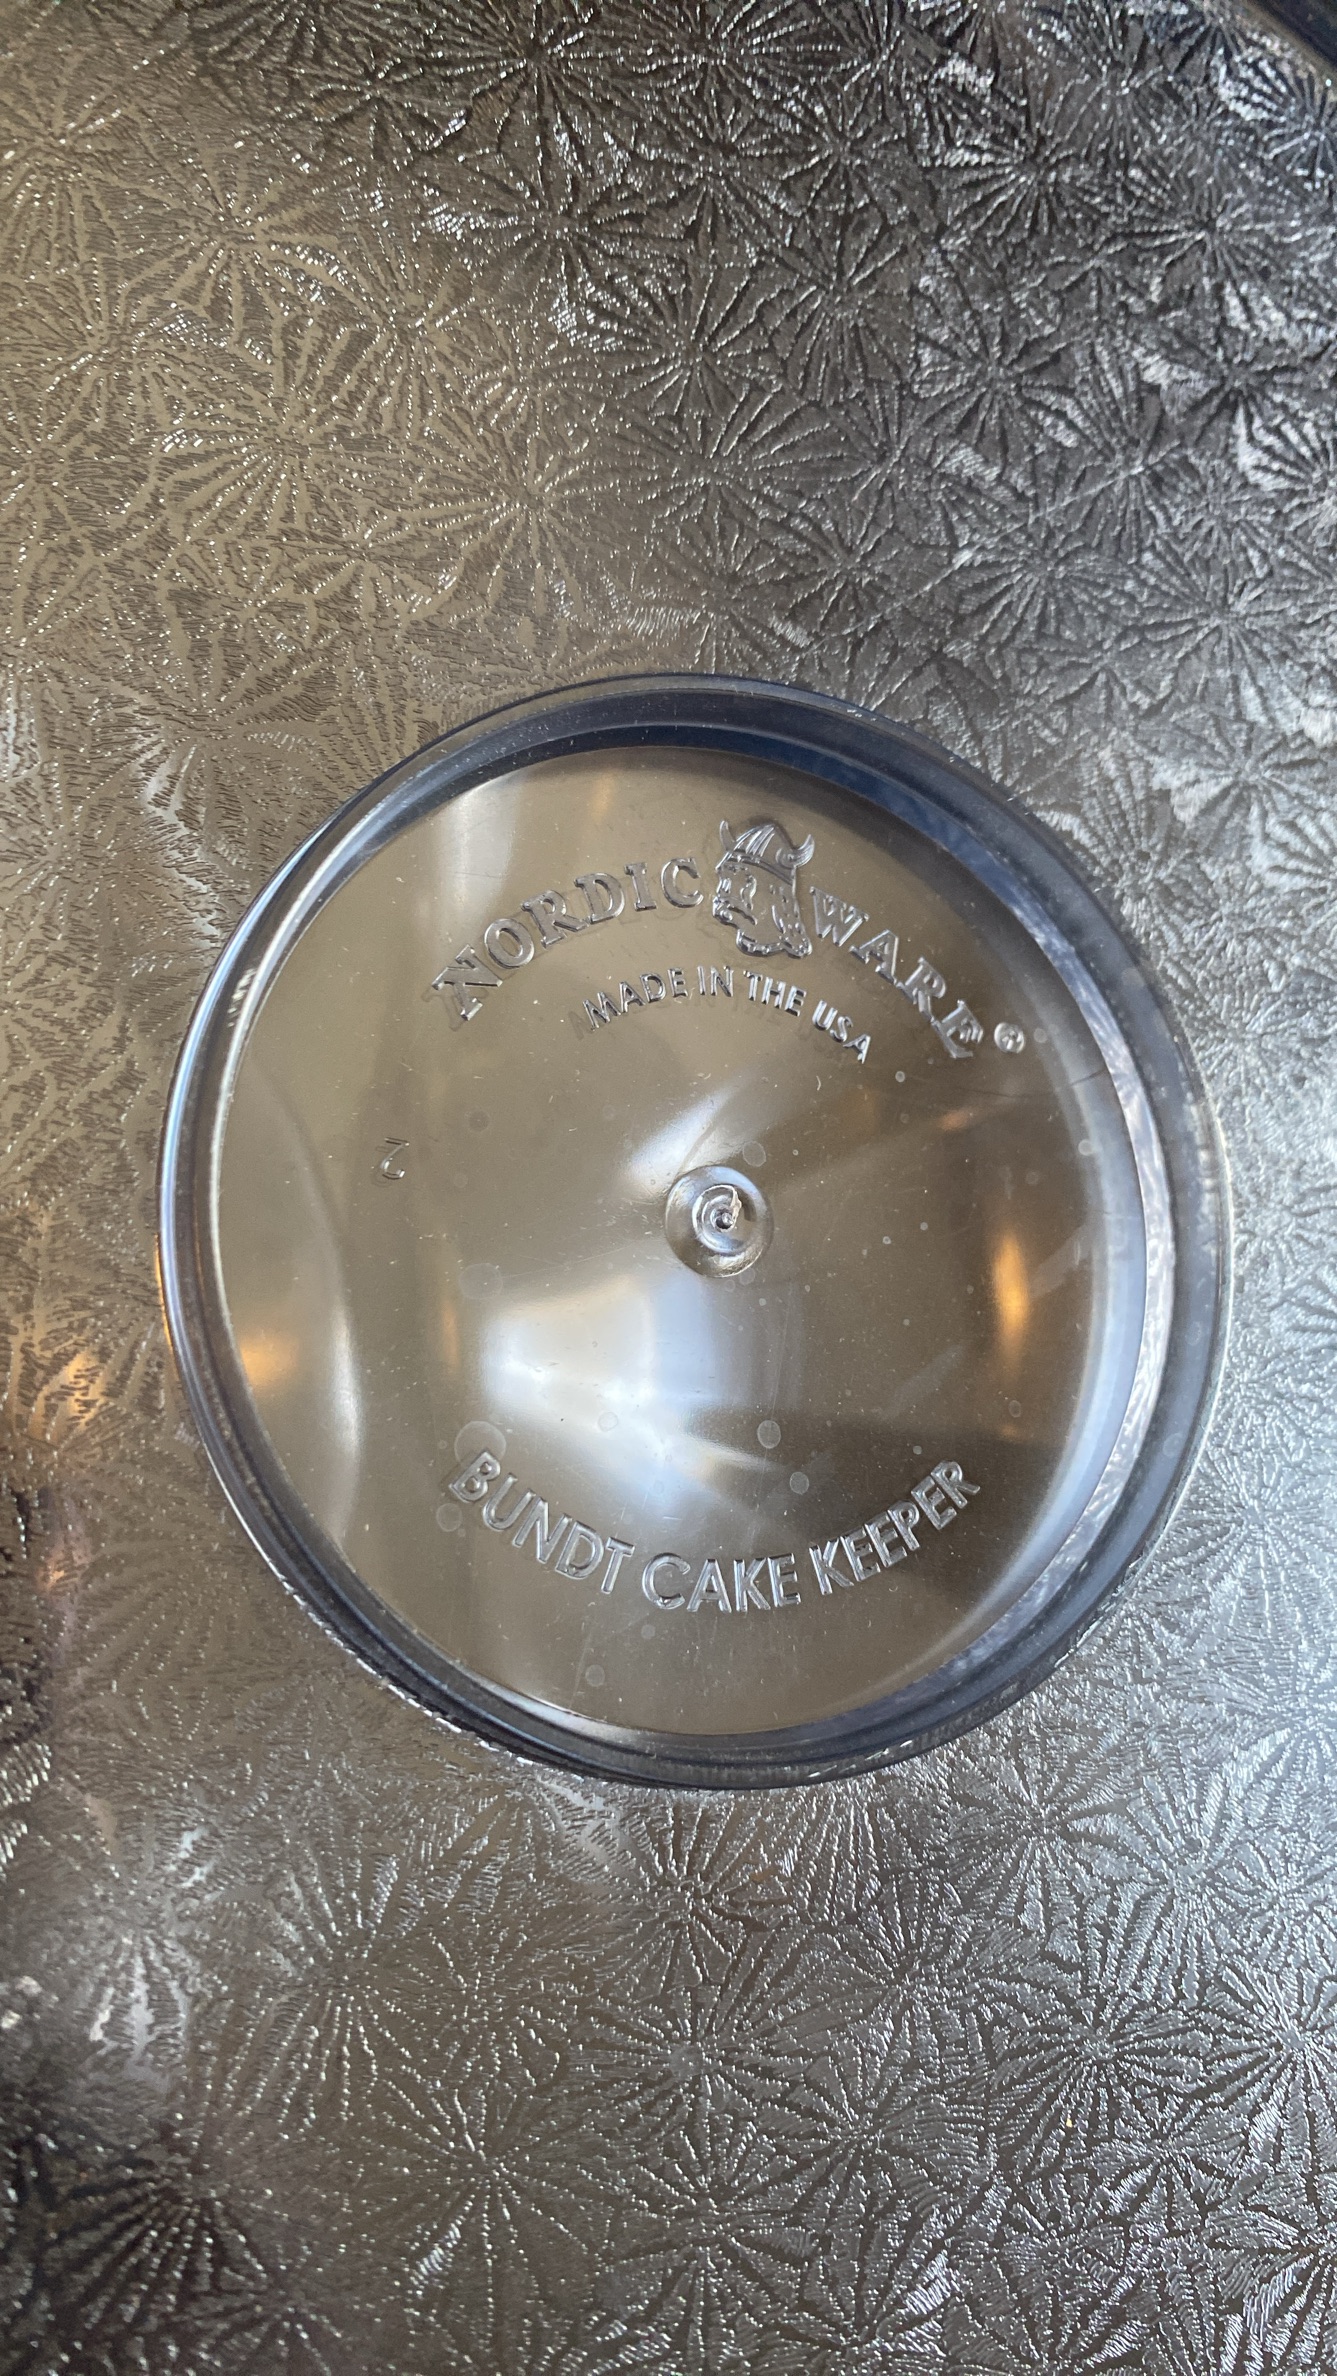 NORDIC WARE®
MADE IN THE USA
2
BUNDT CAKE KEEPER